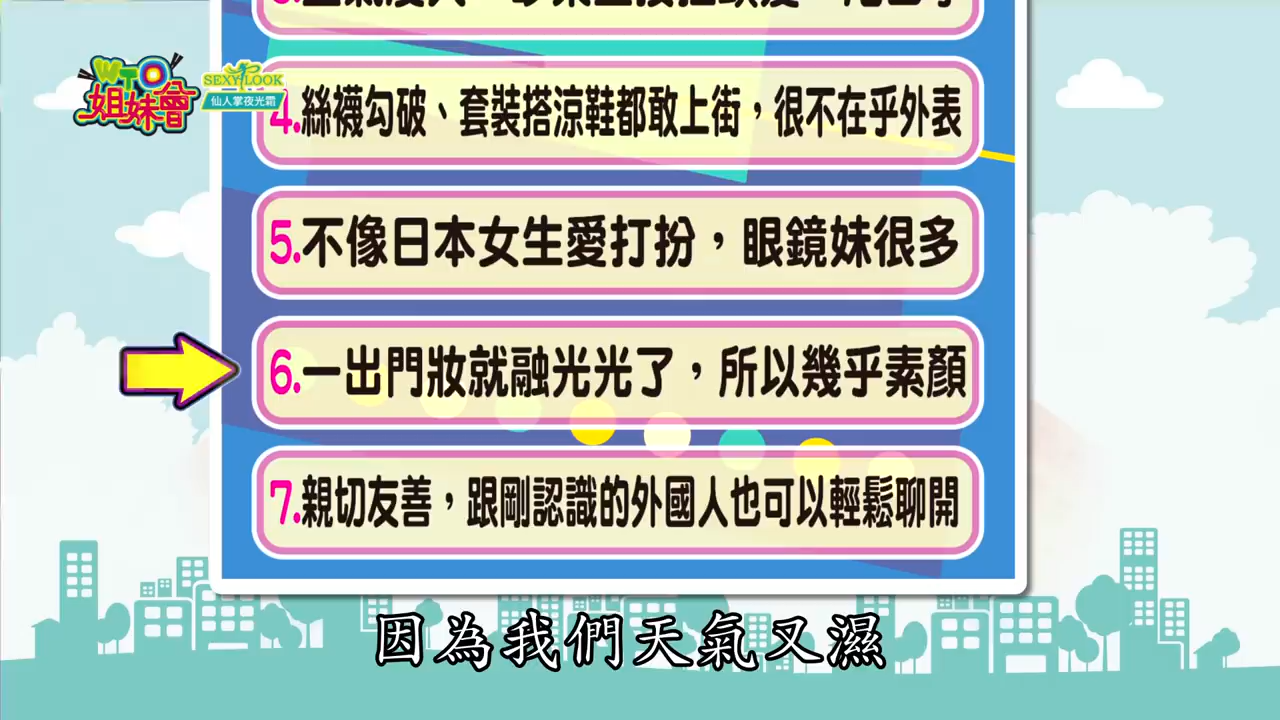 WTO
姐妹會
SEXY LOOK
仙人掌夜光霜
4.絲襪勾破、套裝搭涼鞋都敢上街，很不在乎外表
5.不像日本女生愛打扮，眼鏡妹很多
6.一出門妝就融光光了，所以幾乎素顏
7.親切友善，跟剛認識的外國人也可以輕鬆聊開
因為我們天氣又濕